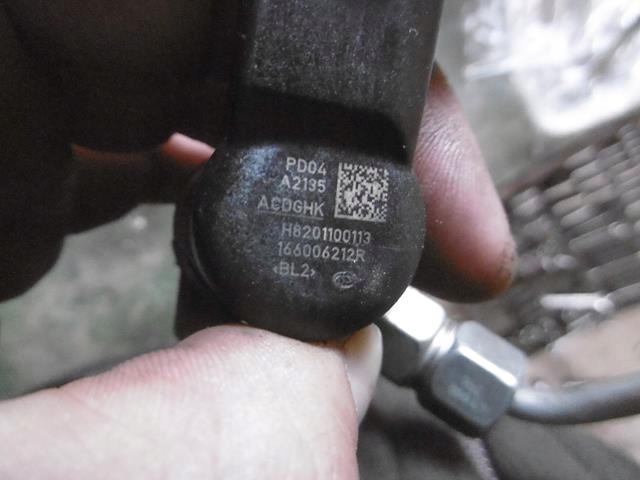 PD04
A2135
ACDGHK
H8201100113
166006212R
<BL2>